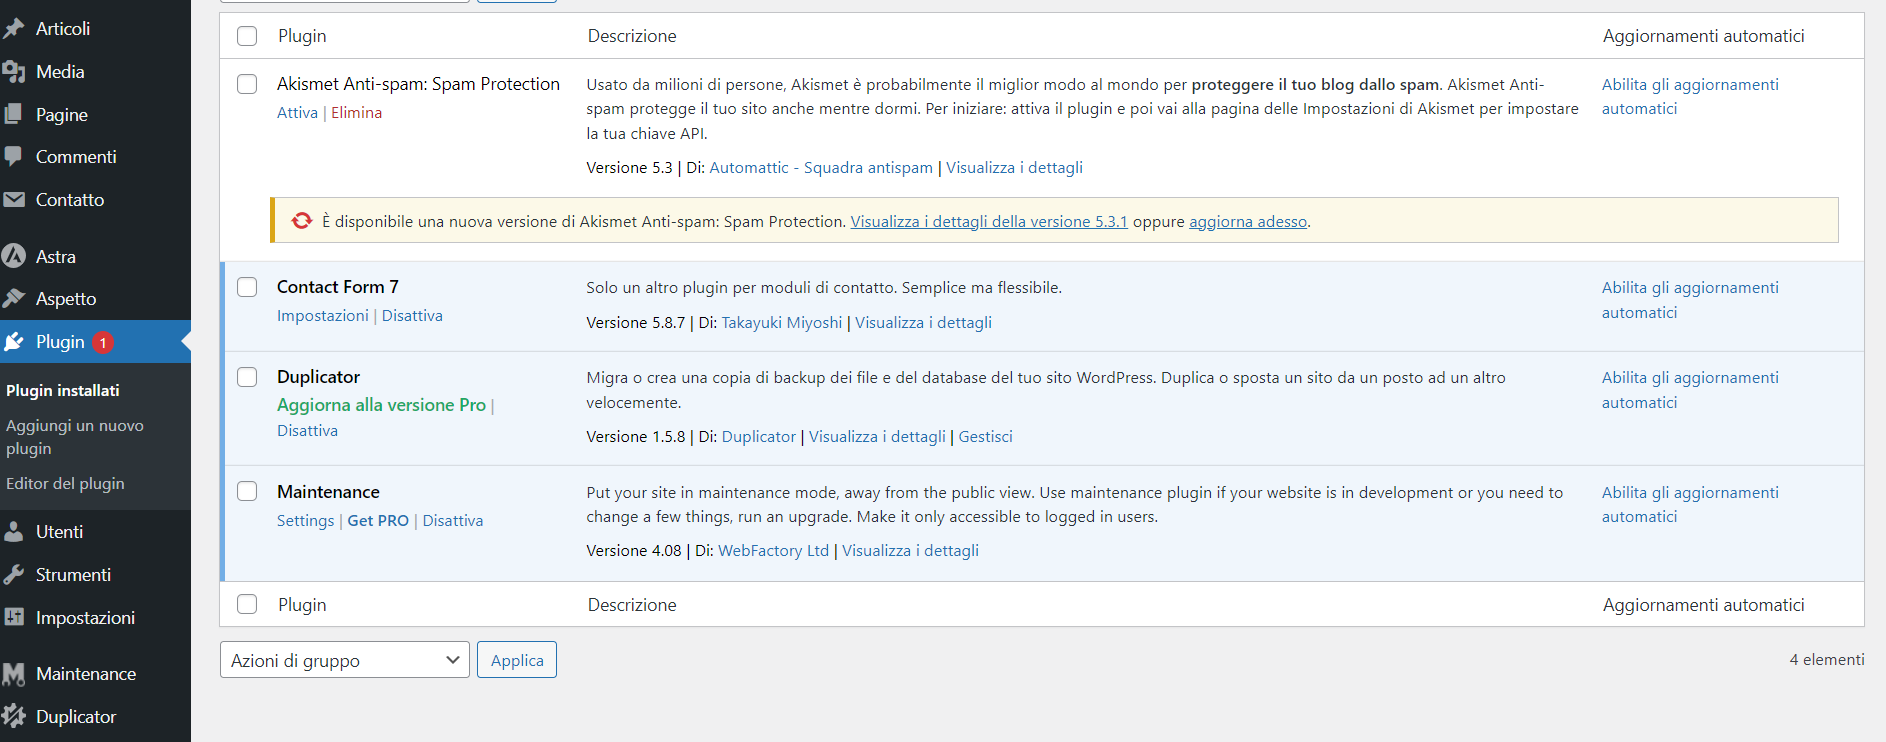 Articoli
Media
Pagine
Commenti
Contatto
Astra
Aspetto
Plugin 1
Plugin installati
Aggiungi un nuovo
plugin
Editor del plugin
Utenti
Strumenti
Impostazioni
Maintenance
Duplicator
Plugin Descrizione Aggiornamenti automatici
Akismet Anti-spam: Spam Protection
Attiva | Elimina
Usato da milioni di persone, Akismet è probabilmente il miglior modo al mondo per proteggere il tuo blog dallo spam. Akismet Anti-
spam protegge il tuo sito anche mentre dormi. Per iniziare: attiva il plugin e poi vai alla pagina delle Impostazioni di Akismet per impostare
la tua chiave API.
Versione 5.3 | Di: Automattic - Squadra antispam | Visualizza i dettagli
Abilita gli aggiornamenti
automatici
È disponibile una nuova versione di Akismet Anti-spam: Spam Protection. Visualizza i dettagli della versione 5.3.1 oppure aggiorna adesso.
Contact Form 7
Impostazioni | Disattiva
Solo un altro plugin per moduli di contatto. Semplice ma flessibile.
Versione 5.8.7 | Di: Takayuki Miyoshi | Visualizza i dettagli
Abilita gli aggiornamenti
automatici
Duplicator
Aggiorna alla versione Pro |
Disattiva
Migra o crea una copia di backup dei file e del database del tuo sito WordPress. Duplica o sposta un sito da un posto ad un altro
velocemente.
Versione 1.5.8 | Di: Duplicator | Visualizza i dettagli | Gestisci
Abilita gli aggiornamenti
automatici
Maintenance
Settings | Get PRO | Disattiva
Put your site in maintenance mode, away from the public view. Use maintenance plugin if your website is in development or you need to
change a few things, run an upgrade. Make it only accessible to logged in users.
Versione 4.08 | Di: WebFactory Ltd | Visualizza i dettagli
Abilita gli aggiornamenti
automatici
Plugin Descrizione Aggiornamenti automatici
Azioni di gruppo Applica 4 elementi